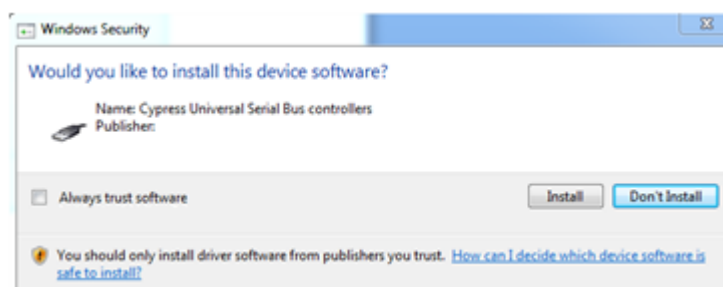 Windows Security
Would you like to install this device software?
Name: Cypress Universal Serial Bus controllers
Publisher:
Always trust software
Install
Don't Install
You should only install driver software from publishers you trust. How can I decide which device software is
safe to install?